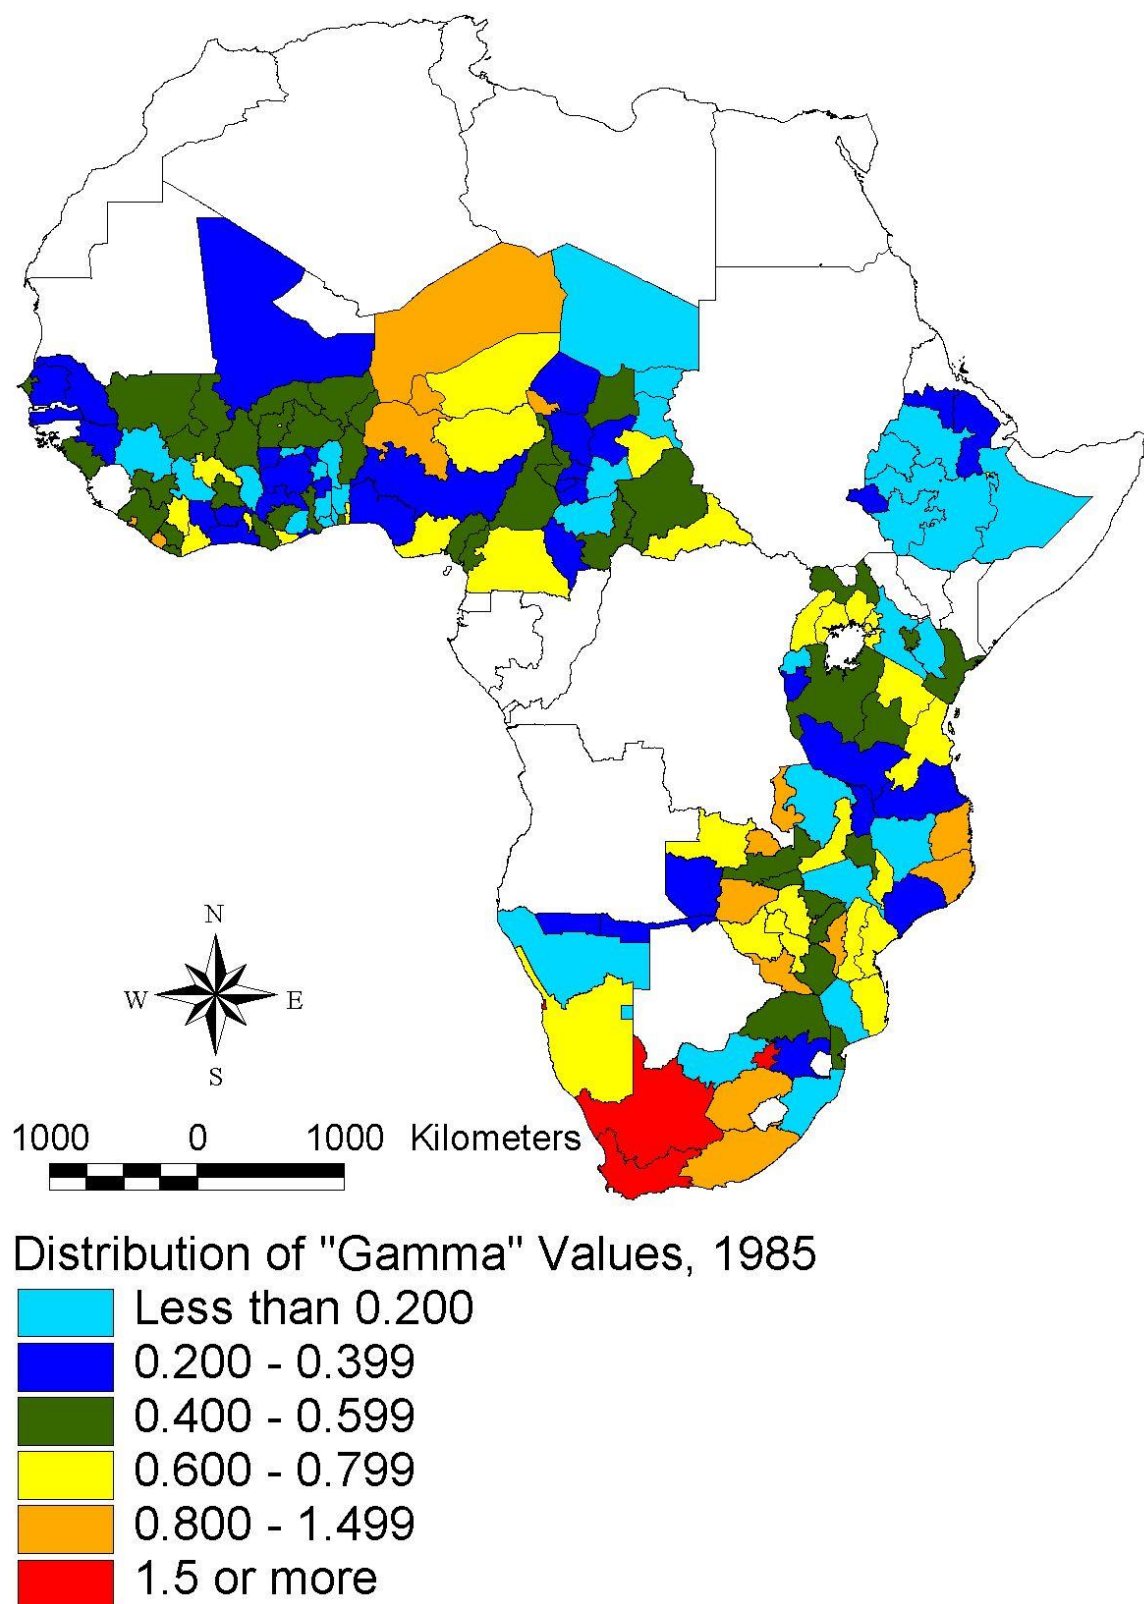 N
W E
S
1000 0 1000 Kilometers
Distribution of "Gamma" Values, 1985
Less than 0.200
0.200 - 0.399
0.400 - 0.599
0.600 - 0.799
0.800 - 1.499
1.5 or more